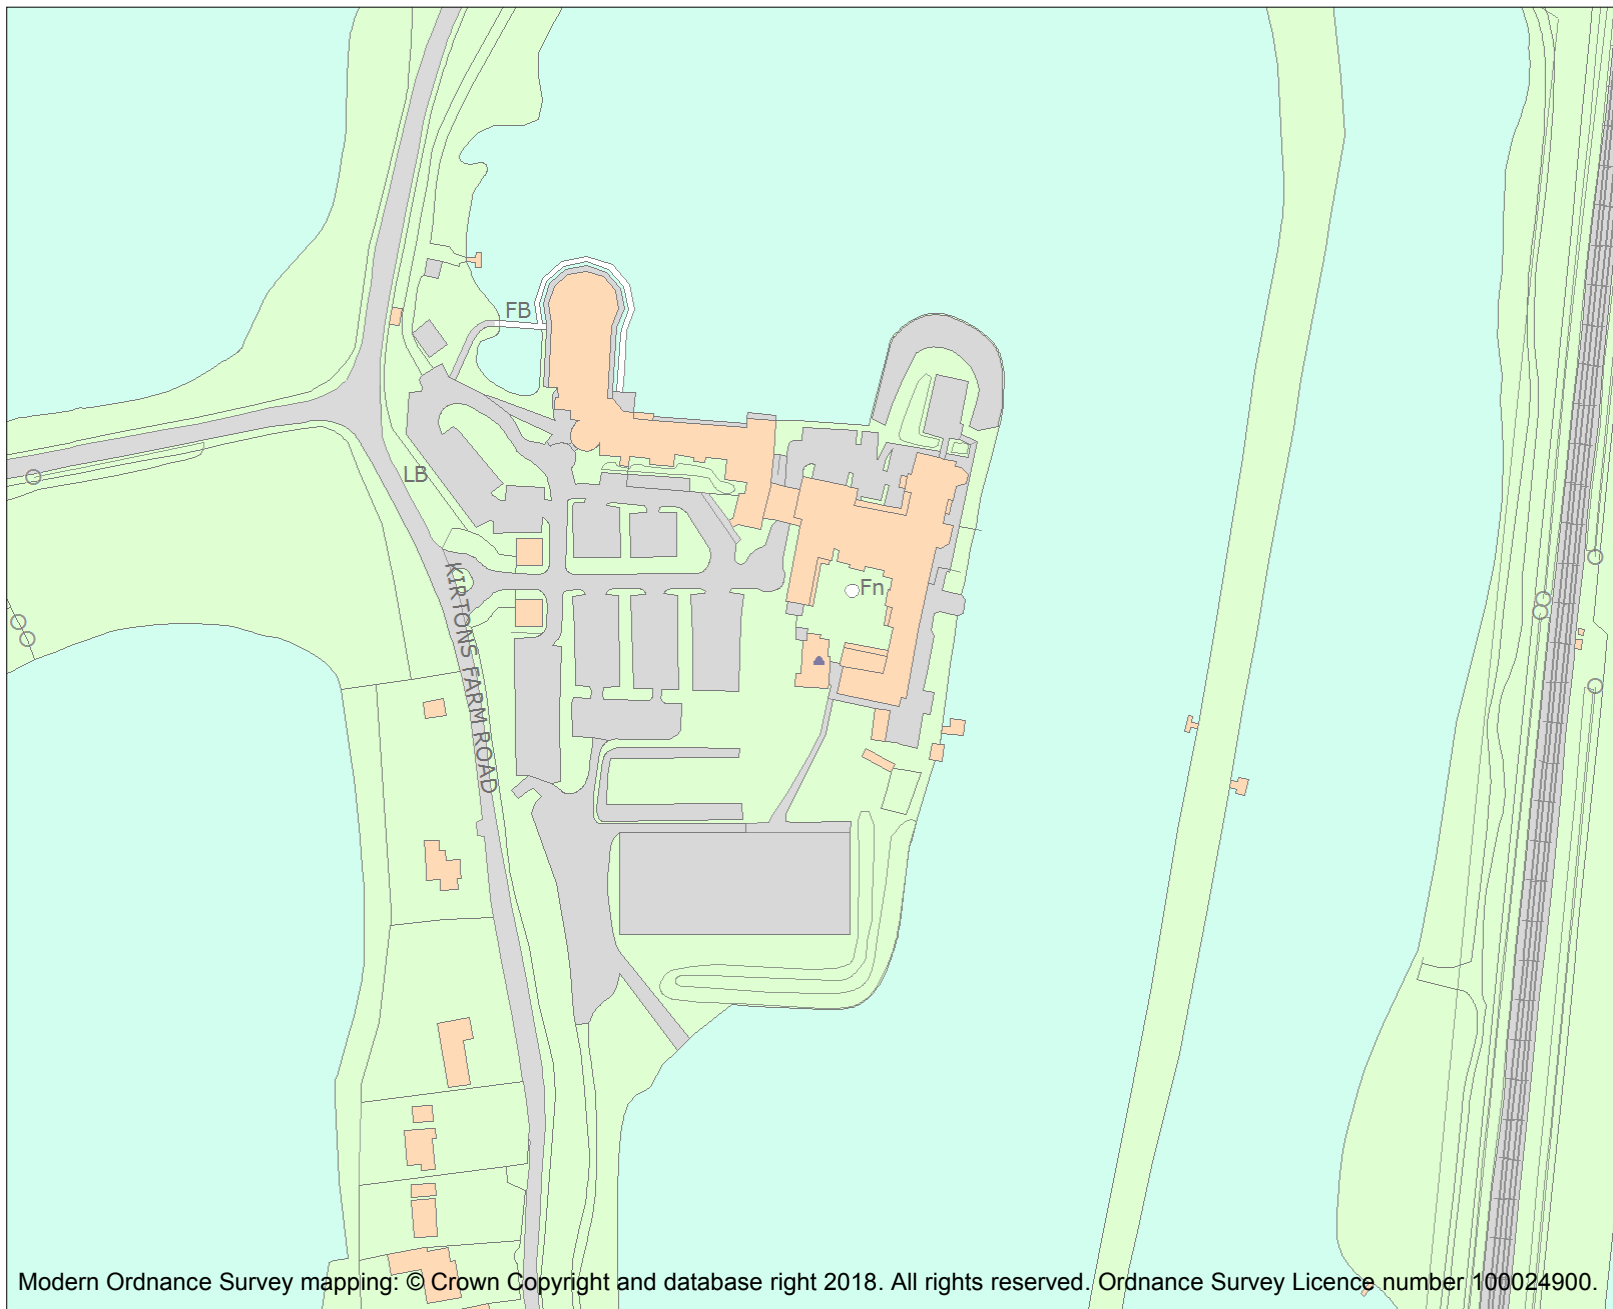 FB
LB
Fn
KIRTONS FARM ROAD
Modern Ordnance Survey mapping: © Crown Copyright and database right 2018. All rights reserved. Ordnance Survey Licence number 100024900.